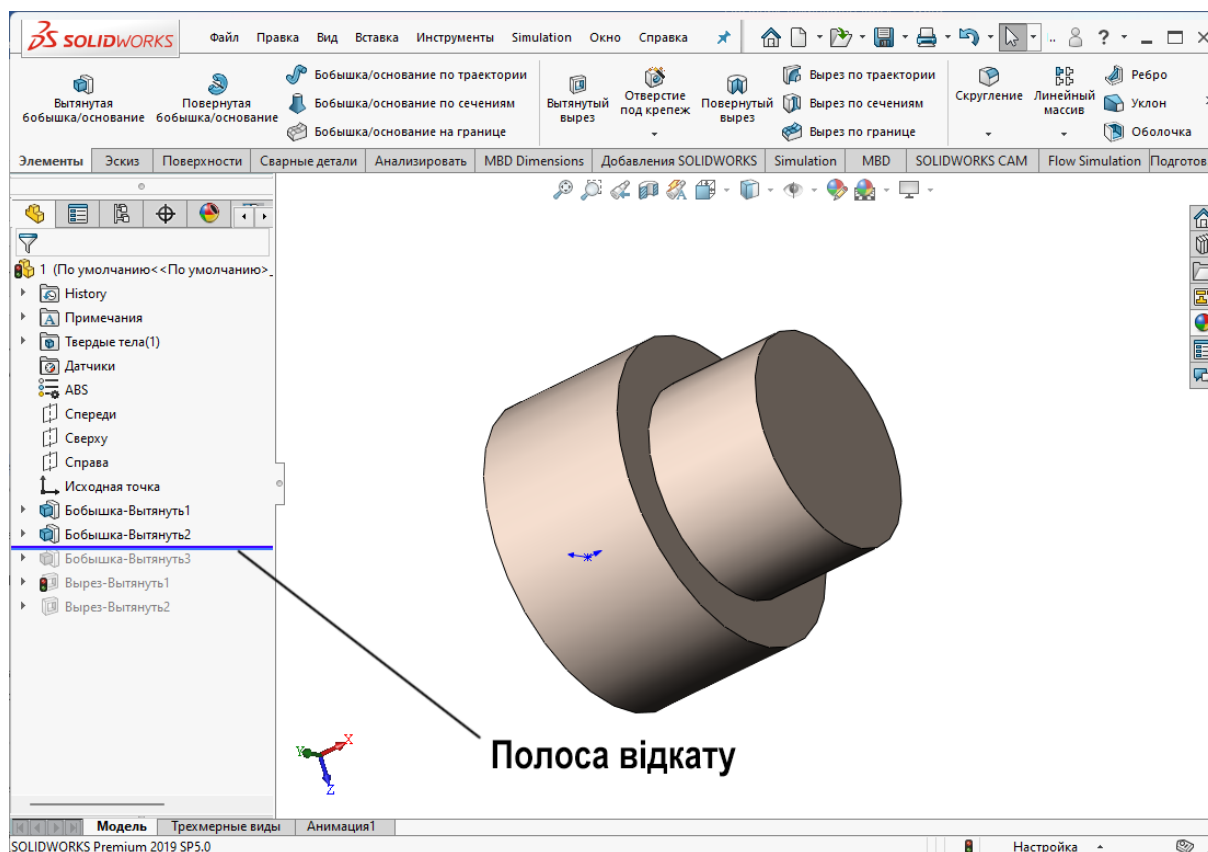 SOLIDWORKS
Файл Правка Вид Вставка Инструменты Simulation Окно Справка
Вытянутая бобышка/основание
Повернутая бобышка/основание
Бобышка/основание по траектории
Бобышка/основание по сечениям
Бобышка/основание на границе
Вытянутый вырез
Отверстие под крепеж
Повернутый вырез
Вырез по траектории
Вырез по сечениям
Вырез по границе
Скругление
Линейный массив
Ребро
Уклон
Оболочка
Элементы Эскиз Поверхности Сварные детали Анализировать MBD Dimensions Добавления SOLIDWORKS Simulation MBD SOLIDWORKS CAM Flow Simulation Подготов
1 (По умолчанию<<По умолчанию>_
History
Примечания
Твердые тела(1)
Датчики
ABS
Спереди
Сверху
Справа
Исходная точка
Бобышка-Вытянуть1
Бобышка-Вытянуть2
Бобышка-Вытянуть3
Вырез-Вытянуть1
Вырез-Вытянуть2
Полоса відкату
Y X
Z
Модель Трехмерные виды Анимация1
SOLIDWORKS Premium 2019 SP5.0 Настройка